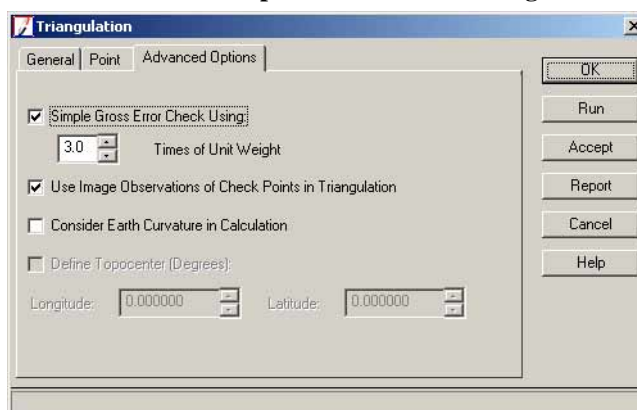 Triangulation
General Point Advanced Options
Simple Gross Error Check Using:
3.0 Times of Unit Weight
Use Image Observations of Check Points in Triangulation
Consider Earth Curvature in Calculation
Define Topocenter (Degrees):
Longitude: 0.000000 Latitude: 0.000000
OK
Run
Accept
Report
Cancel
Help